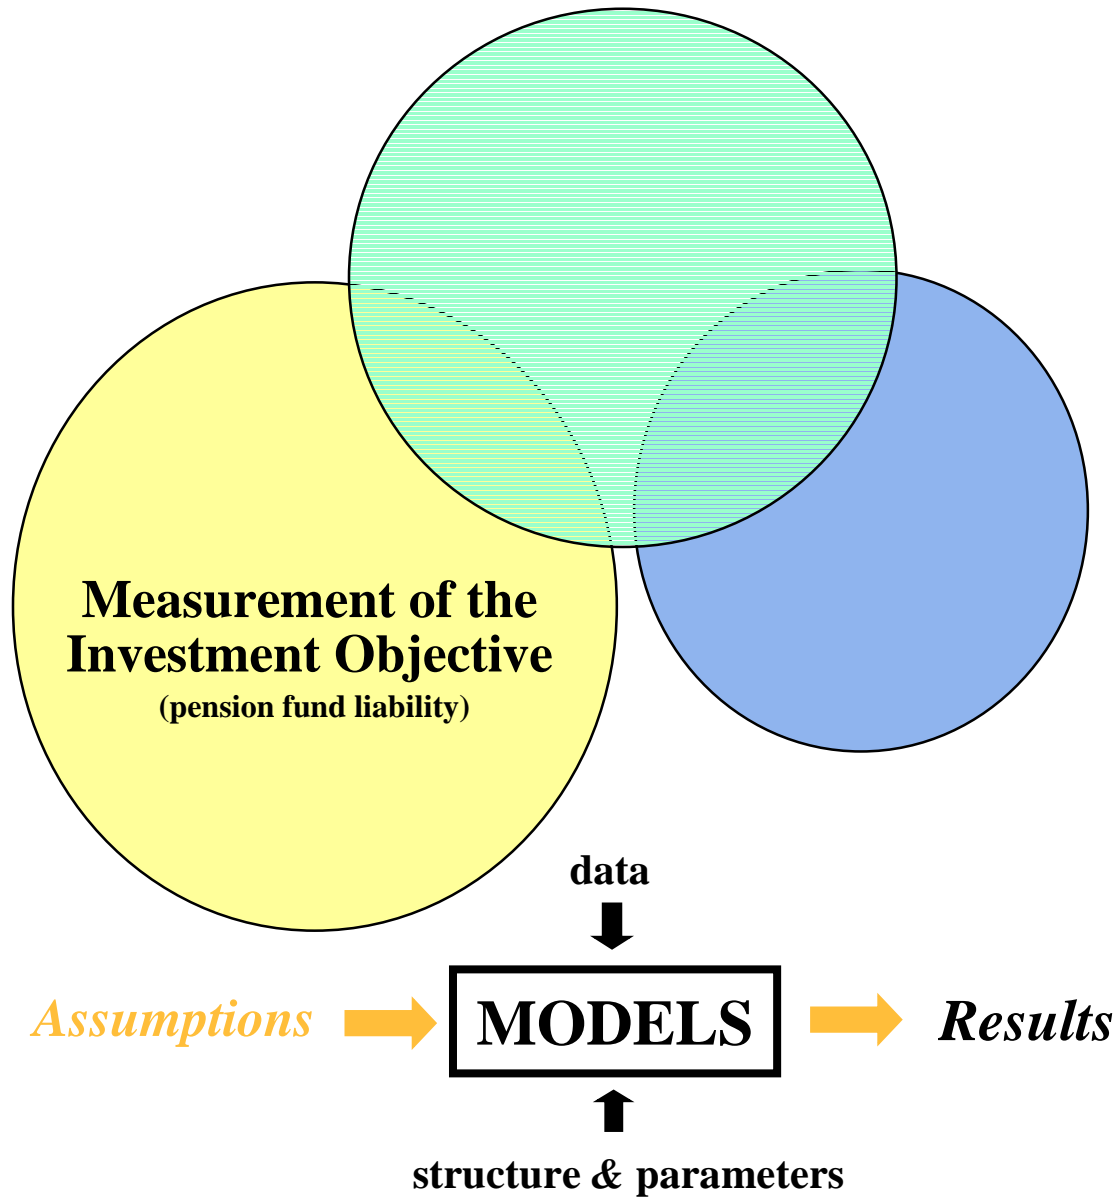 Measurement of the
Investment Objective
(pension fund liability)
data
Assumptions MODELS Results
structure & parameters